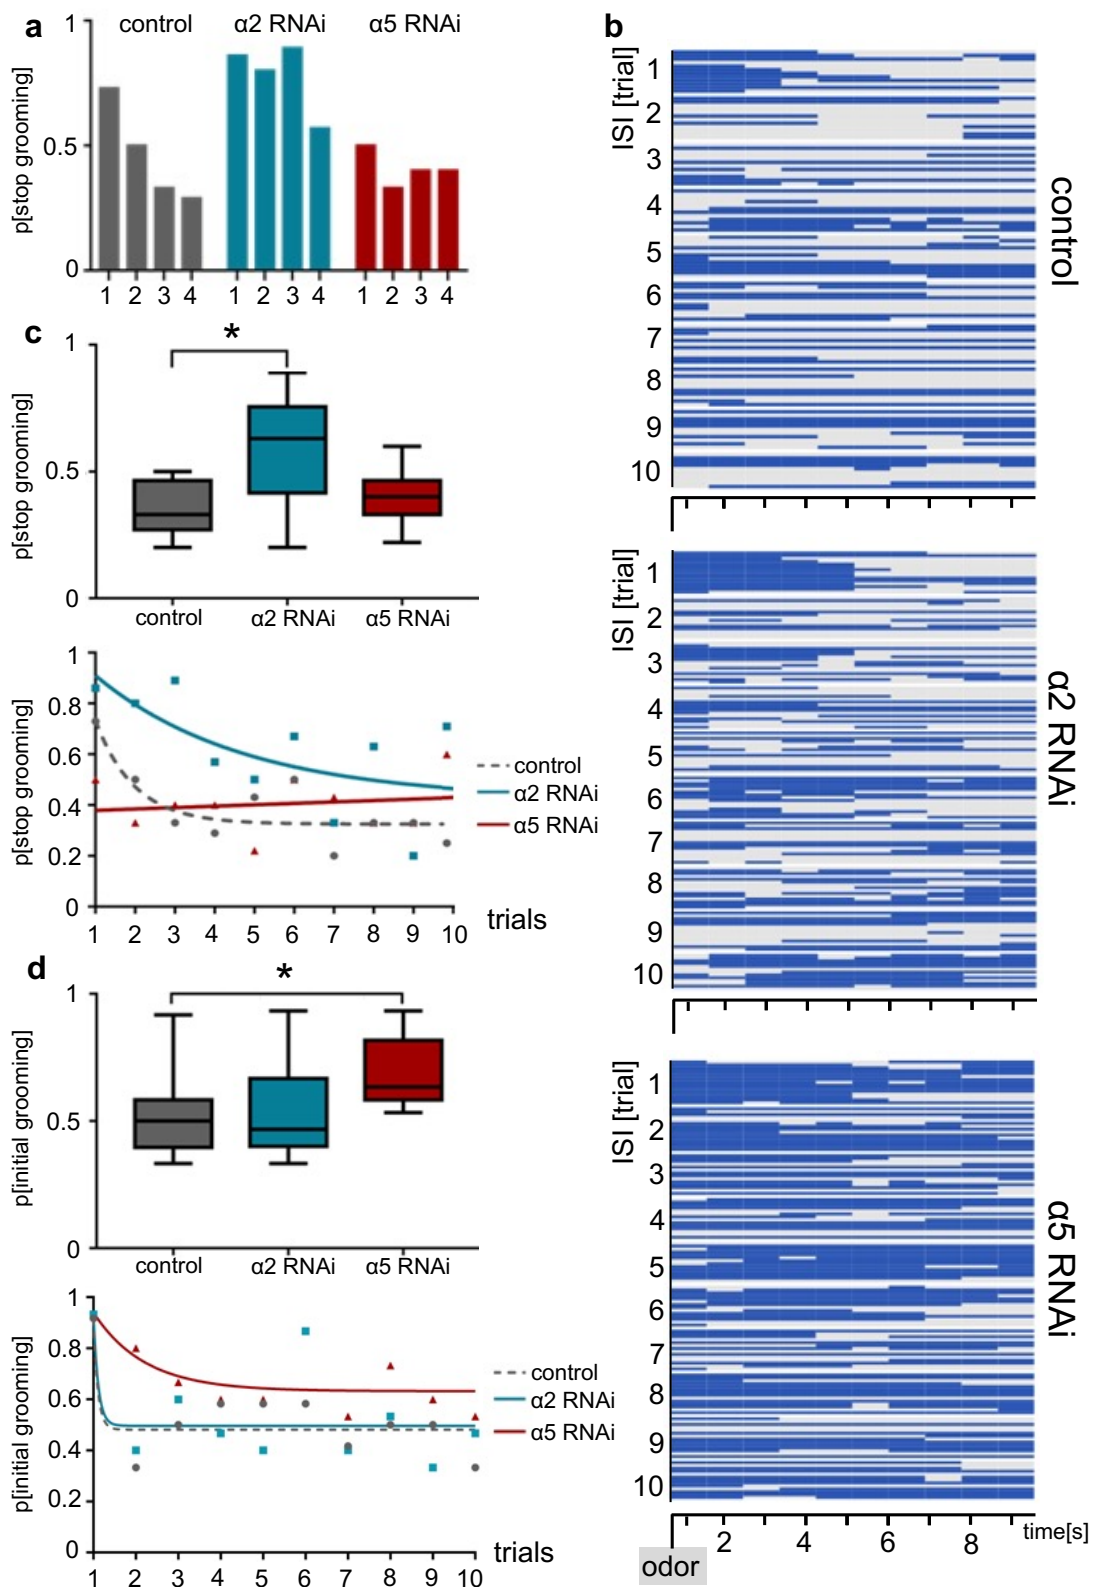 a
control α2 RNAi α5 RNAi
p[stop grooming]
1
0.5
0
1 2 3 4 1 2 3 4 1 2 3 4
b
ISI [trial]
1
2
3
4
5
6
7
8
9
10
control
ISI [trial]
1
2
3
4
5
6
7
8
9
10
α2 RNAi
ISI [trial]
1
2
3
4
5
6
7
8
9
10
α5 RNAi
2 4 6 8 time[s]
odor
c
*
p[stop grooming]
1
0.5
0
control α2 RNAi α5 RNAi
p[stop grooming]
1
0.8
0.6
0.4
0.2
0
1 2 3 4 5 6 7 8 9 10
trials
control
α2 RNAi
α5 RNAi
d
*
p[initial grooming]
1
0.5
0
control α2 RNAi α5 RNAi
p[initial grooming]
1
0.8
0.6
0.4
0.2
0
1 2 3 4 5 6 7 8 9 10
trials
control
α2 RNAi
α5 RNAi